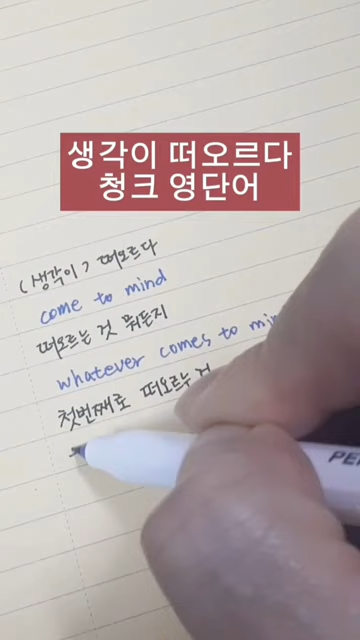 생각이 떠오르다
청크 영단어
(생각이) 떠오르다
come to mind
떠오르는 것 뭐든지
whatever comes to
첫번째로 떠오르는
PE